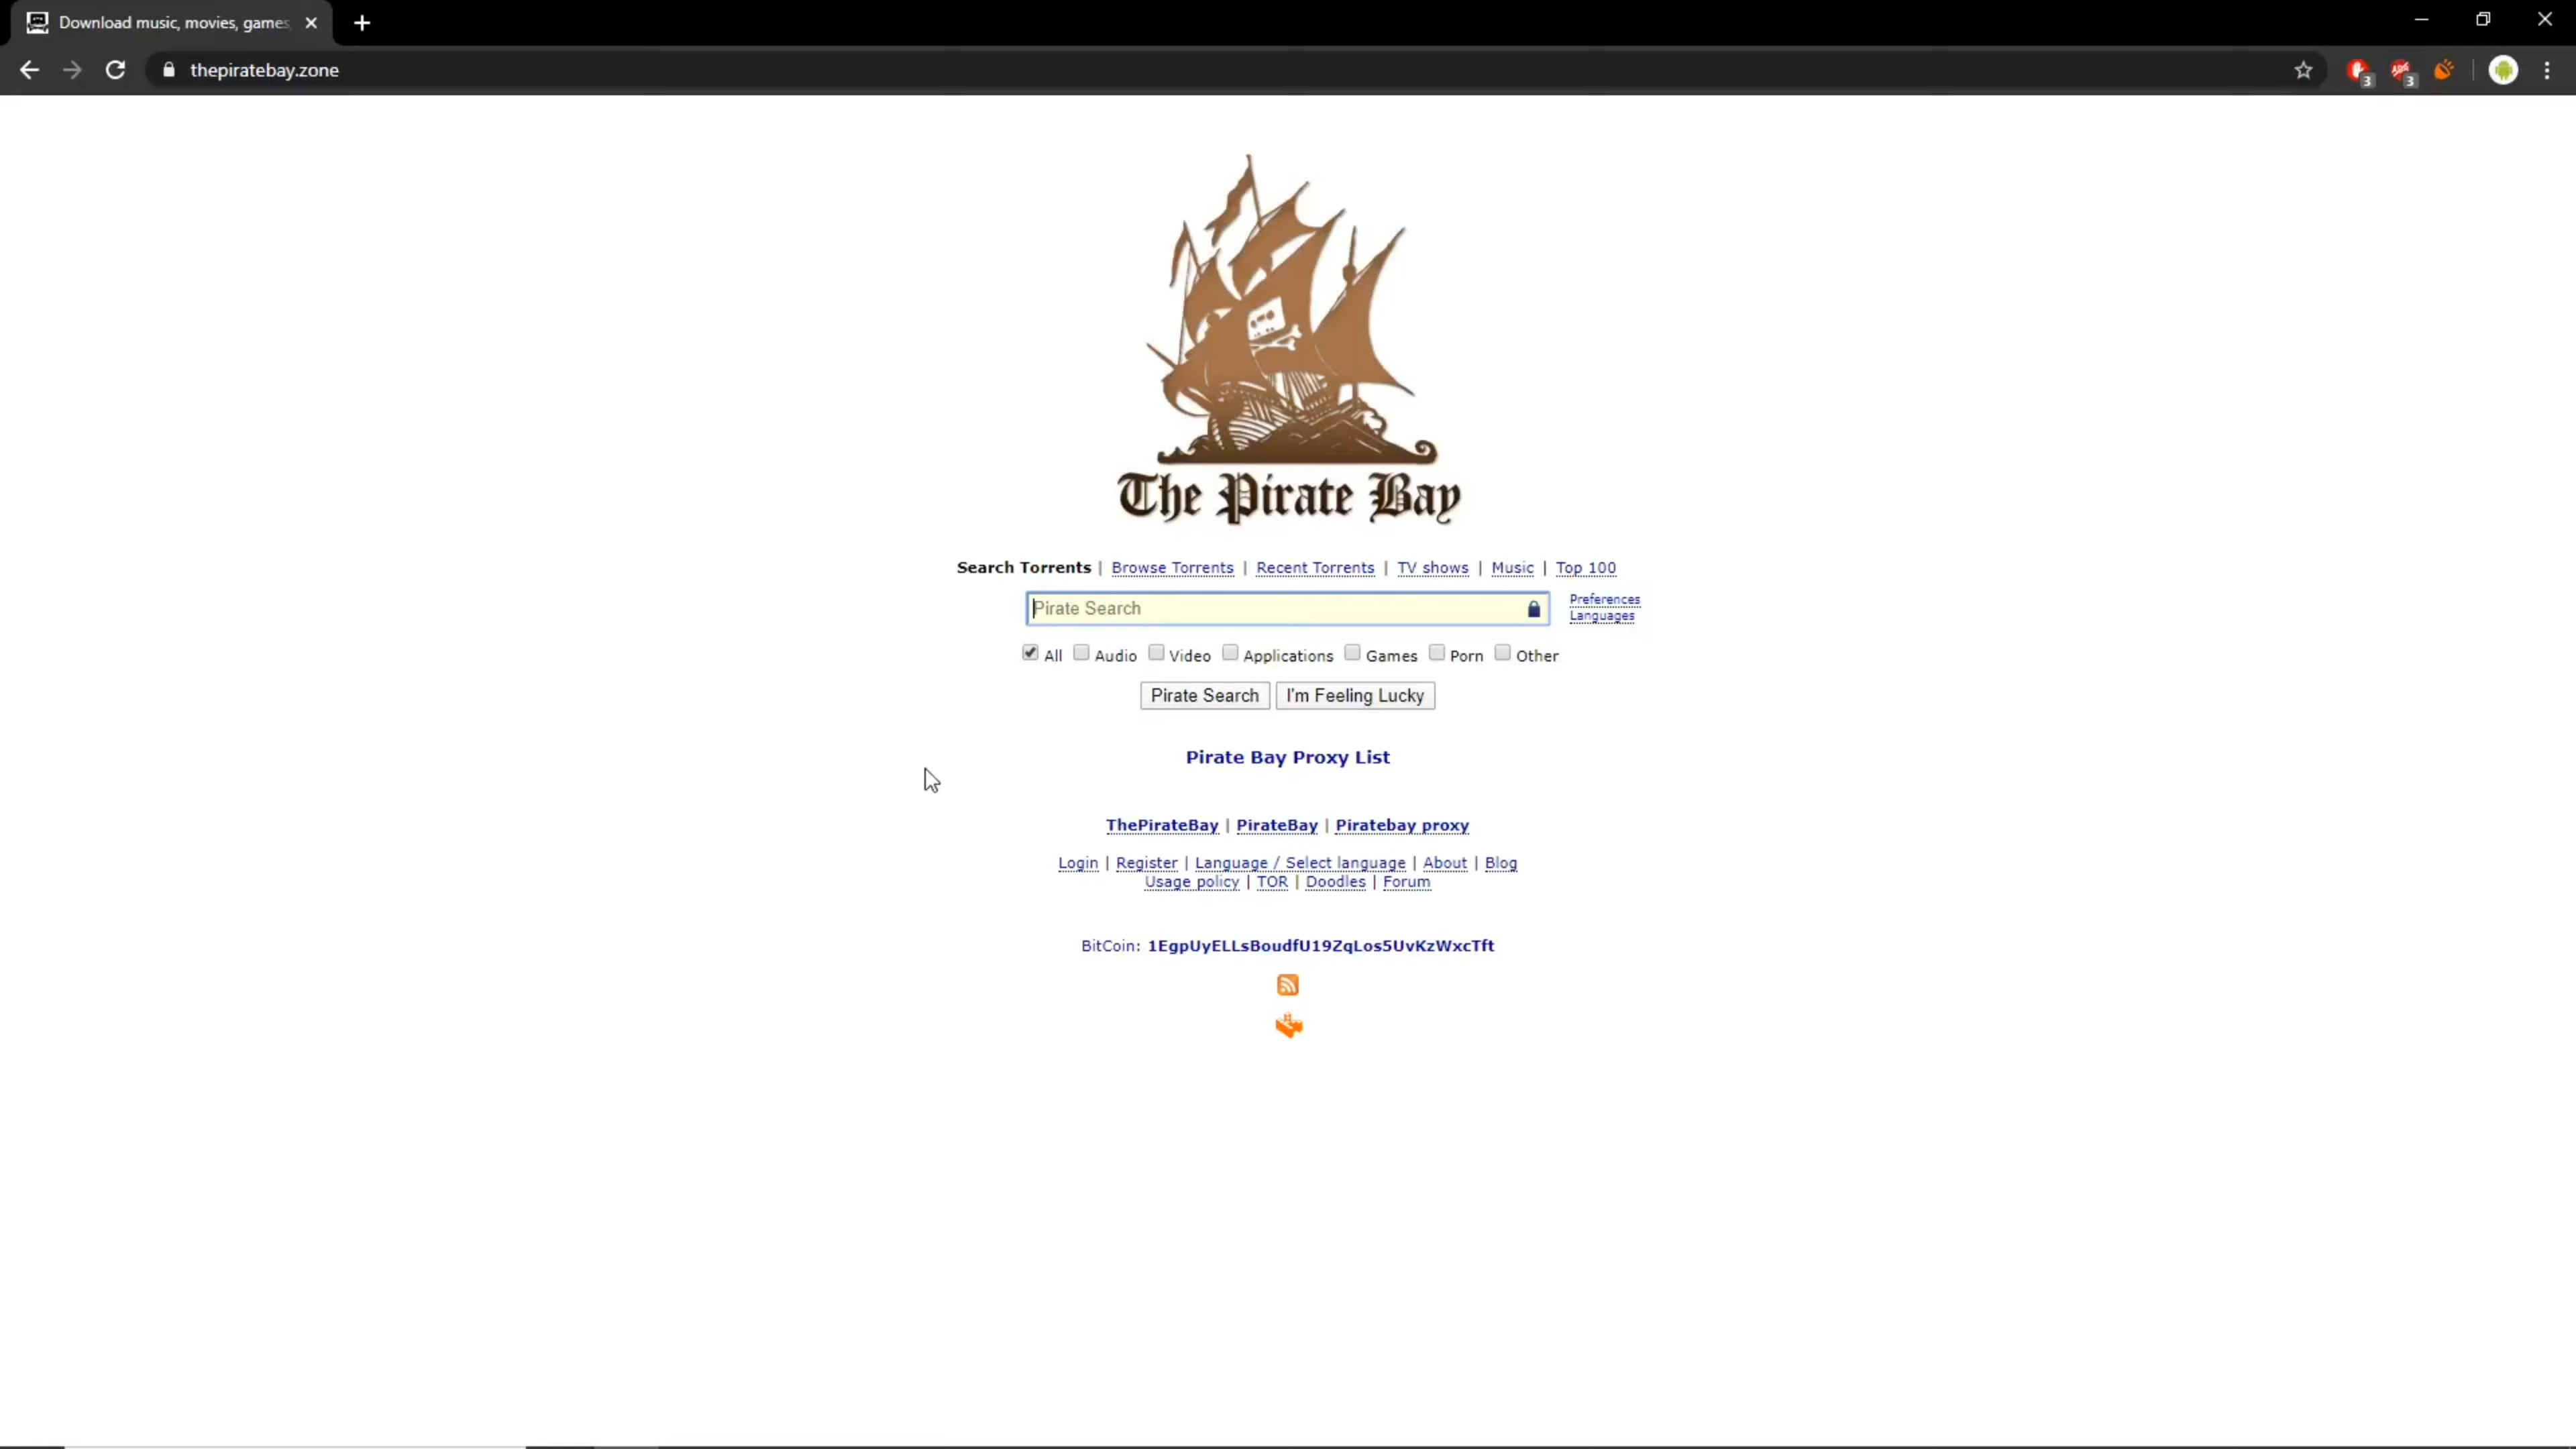 Download music, movies, games,
thepiratebay.zone
3
3
The Pirate Bay
Search Torrents | Browse Torrents | Recent Torrents | TV shows | Music | Top 100
Pirate Search
Preferences
Languages
All Audio Video Applications Games Porn Other
Pirate Search I'm Feeling Lucky
Pirate Bay Proxy List
ThePirateBay | PirateBay | Piratebay proxy
Login | Register | Language / Select language | About | Blog
Usage policy | TOR | Doodles | Forum
BitCoin: 1EgpUyELLsBoudfU19ZqLos5UvKzWxcTft